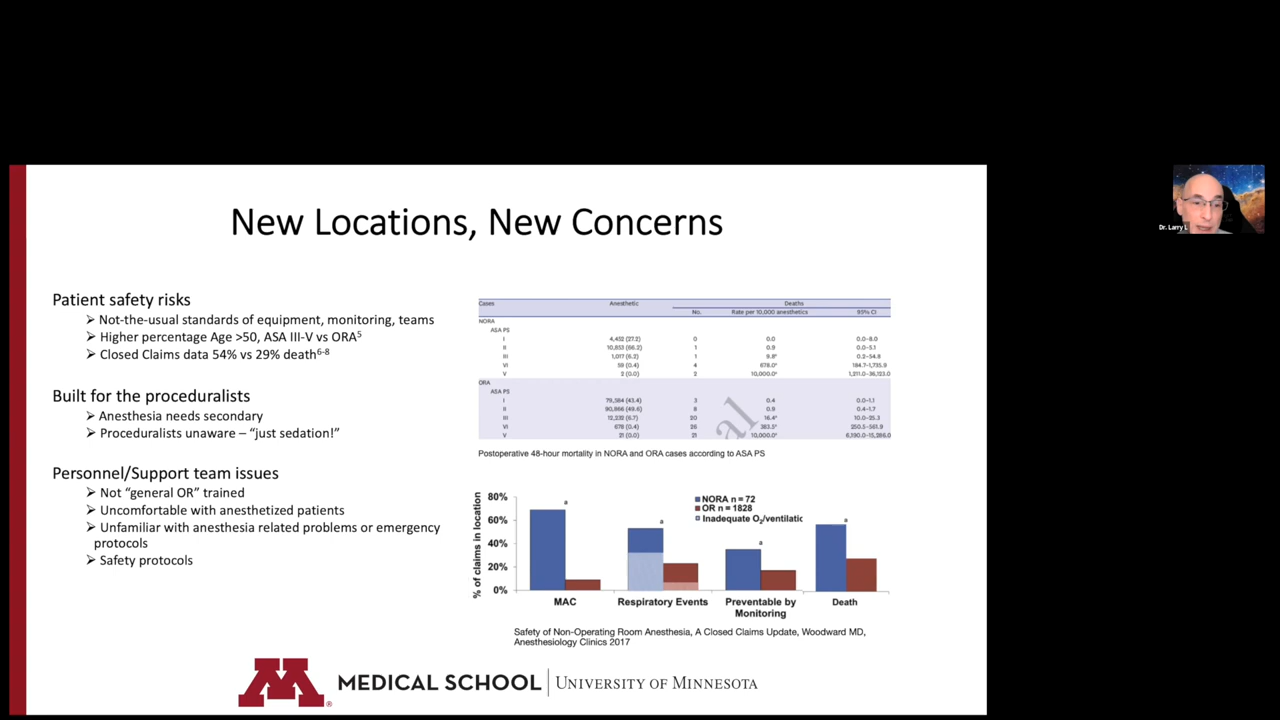 New Locations, New Concerns
Patient safety risks
➢ Not-the-usual standards of equipment, monitoring, teams
➢ Higher percentage Age >50, ASA III-V vs ORA5
➢ Closed Claims data 54% vs 29% death6-8
Built for the proceduralists
➢ Anesthesia needs secondary
➢ Proceduralists unaware – “just sedation!”
Personnel/Support team issues
➢ Not “general OR” trained
➢ Uncomfortable with anesthetized patients
➢ Unfamiliar with anesthesia related problems or emergency
protocols
➢ Safety protocols
Cases Anesthetic Deaths
No. Rate per 10,000 anesthetics 95% CI
NORA
ASA PS
I 4,452 (27.2) 0 0.0 0.0–8.0
II 10,853 (66.2) 1 0.9 0.0–5.1
III 1,017 (6.2) 1 9.8a 0.2–54.8
VI 59 (0.4) 4 678.0a 184.7–1,735.9
V 2 (0.0) 2 10,000.0a 1,211.0–36,123.0
ORA
ASA PS
I 79,584 (43.4) 3 0.4 0.0–1.1
II 90,866 (49.6) 8 0.9 0.4–1.7
III 12,232 (6.7) 20 16.4a 10.0–25.3
VI 678 (0.4) 26 383.5a 250.5–561.9
V 21 (0.0) 21 10,000.0a 6,190.0–15,286.0
al
Postoperative 48-hour mortality in NORA and ORA cases according to ASA PS
% of claims in location
80%
60%
40%
20%
0%
a
a
a
a
NORA n = 72
OR n = 1828
Inadequate O2/ventilatic
MAC
Respiratory Events
Preventable by
Monitoring
Death
Safety of Non-Operating Room Anesthesia, A Closed Claims Update, Woodward MD,
Anesthesiology Clinics 2017
M ®
MEDICAL SCHOOL | UNIVERSITY OF MINNESOTA
Dr. Larry L